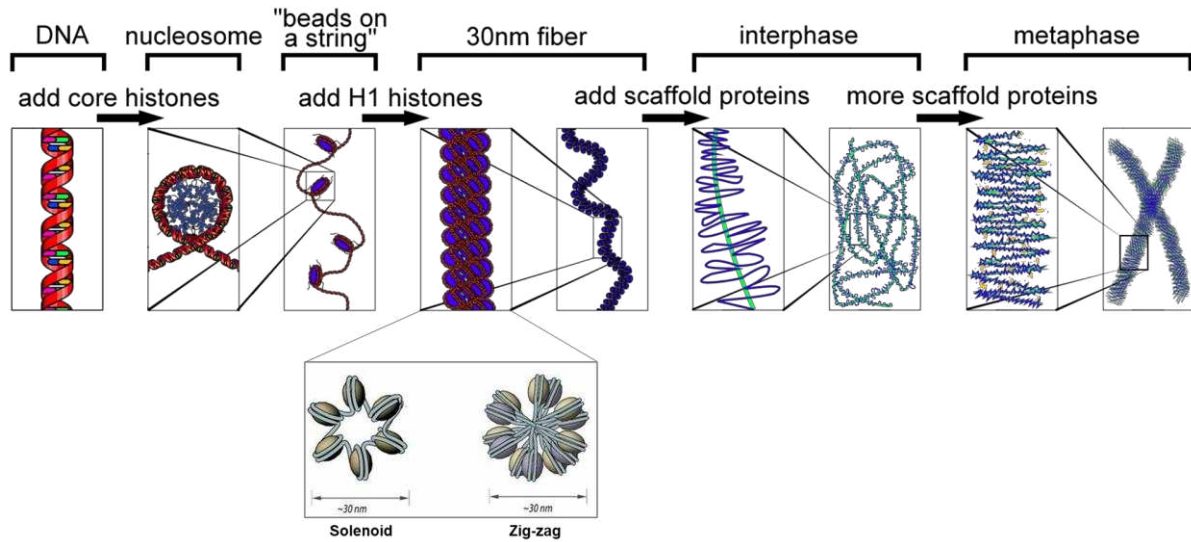 DNA
nucleosome
"beads on
a string"
30nm fiber
interphase
metaphase
add core histones
add H1 histones
add scaffold proteins
more scaffold proteins
~30 nm
~30 nm
Solenoid
Zig-zag